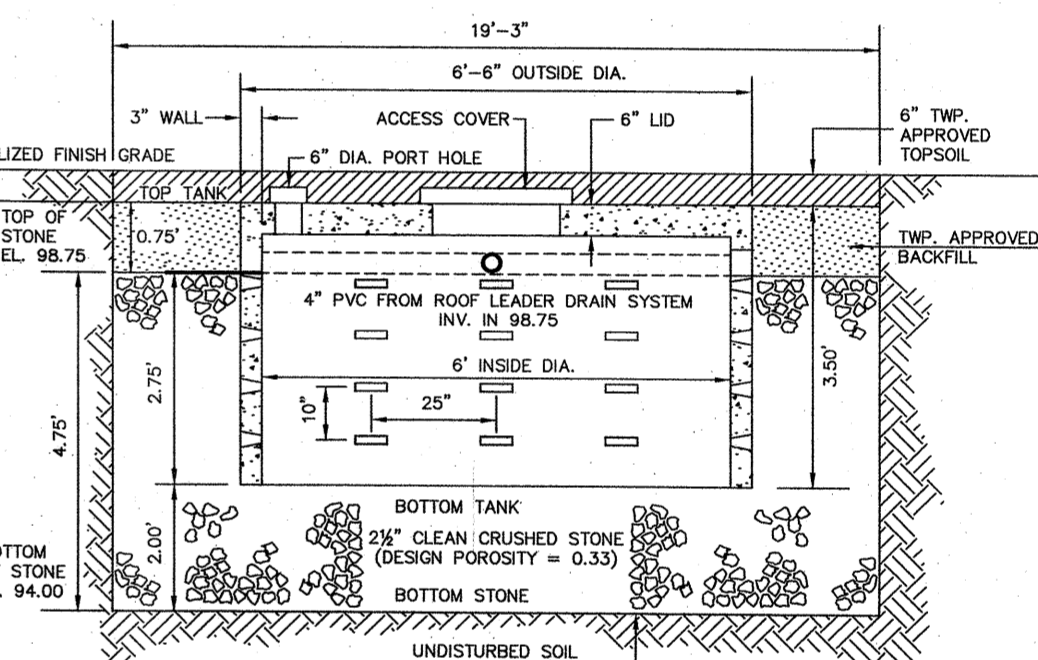 19'-3"
6'-6" OUTSIDE DIA.
3" WALL
ACCESS COVER
6" LID
6" TWP.
APPROVED
TOPSOIL
LIZED FINISH GRADE
6" DIA. PORT HOLE
TOP TANK
TOP OF
STONE
EL. 98.75
0.75'
TWP. APPROVED
BACKFILL
4" PVC FROM ROOF LEADER DRAIN SYSTEM
INV. IN 98.75
2.75'
3.50'
6' INSIDE DIA.
4.75'
10"
25"
BOTTOM TANK
2½" CLEAN CRUSHED STONE
(DESIGN POROSITY = 0.33)
2.00'
OTTOM
STONE
. 94.00
BOTTOM STONE
UNDISTURBED SOIL